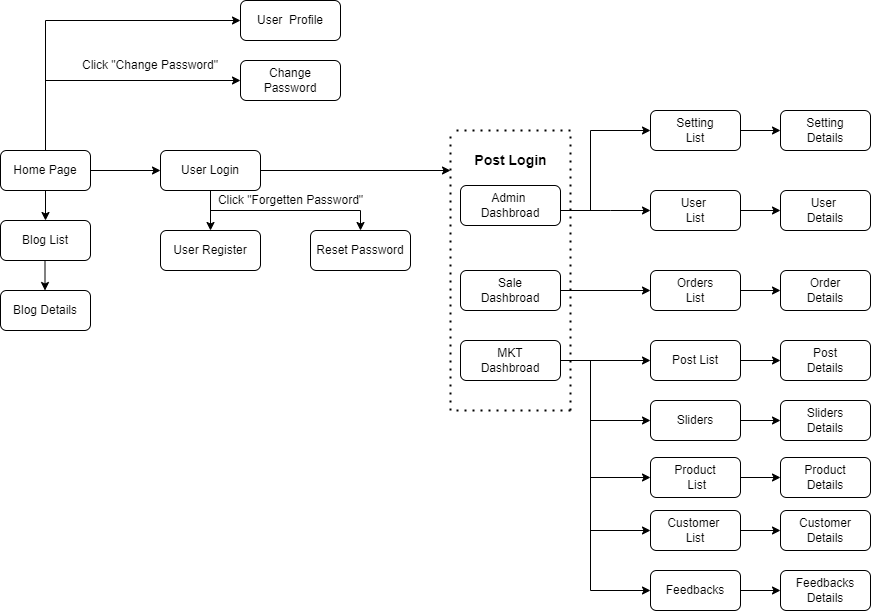 User  Profile
Click "Change Password"
Change
Password
Home Page
User Login
Click "Forgetten Password"
Blog List
User Register
Reset Password
Blog Details
Post Login
Admin
Dashbroad
Sale
Dashbroad
MKT
Dashbroad
Setting
List
Setting
Details
User
List
User
Details
Orders
List
Order
Details
Post List
Post
Details
Sliders
Sliders
Details
Product
List
Product
Details
Customer
List
Customer
Details
Feedbacks
Feedbacks
Details